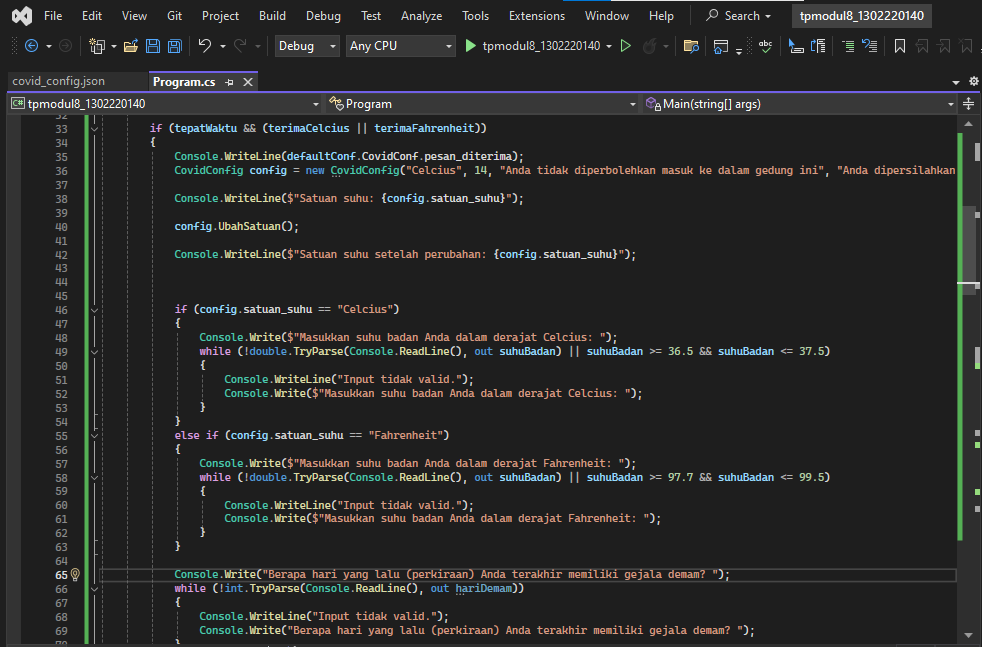 File Edit View Git Project Build Debug Test Analyze Tools Extensions Window Help Search tpmodul8_1302220140
Debug Any CPU tpmodul8_1302220140
covid_config.json Program.cs
C# tpmodul8_1302220140 Program Main(string[] args)
32
33 if (tepatWaktu && (terimaCelcius || terimaFahrenheit))
34 {
35 Console.WriteLine(defaultConf.CovidConf.pesan_diterima);
36 CovidConfig config = new CovidConfig("Celcius", 14, "Anda tidak diperbolehkan masuk ke dalam gedung ini", "Anda dipersilahkan
37
38 Console.WriteLine($"Satuan suhu: {config.satuan_suhu}");
39
40 config.UbahSatuan();
41
42 Console.WriteLine($"Satuan suhu setelah perubahan: {config.satuan_suhu}");
43
44
45
46 if (config.satuan_suhu == "Celcius")
47 {
48 Console.Write($"Masukkan suhu badan Anda dalam derajat Celcius: ");
49 while (!double.TryParse(Console.ReadLine(), out suhuBadan) || suhuBadan >= 36.5 && suhuBadan <= 37.5)
50 {
51 Console.WriteLine("Input tidak valid.");
52 Console.Write($"Masukkan suhu badan Anda dalam derajat Celcius: ");
53 }
54 }
55 else if (config.satuan_suhu == "Fahrenheit")
56 {
57 Console.Write($"Masukkan suhu badan Anda dalam derajat Fahrenheit: ");
58 while (!double.TryParse(Console.ReadLine(), out suhuBadan) || suhuBadan >= 97.7 && suhuBadan <= 99.5)
59 {
60 Console.WriteLine("Input tidak valid.");
61 Console.Write($"Masukkan suhu badan Anda dalam derajat Fahrenheit: ");
62 }
63 }
64
65 Console.Write("Berapa hari yang lalu (perkiraan) Anda terakhir memiliki gejala demam? ");
66 while (!int.TryParse(Console.ReadLine(), out hariDemam))
67 {
68 Console.WriteLine("Input tidak valid.");
69 Console.Write("Berapa hari yang lalu (perkiraan) Anda terakhir memiliki gejala demam? ");
70 }